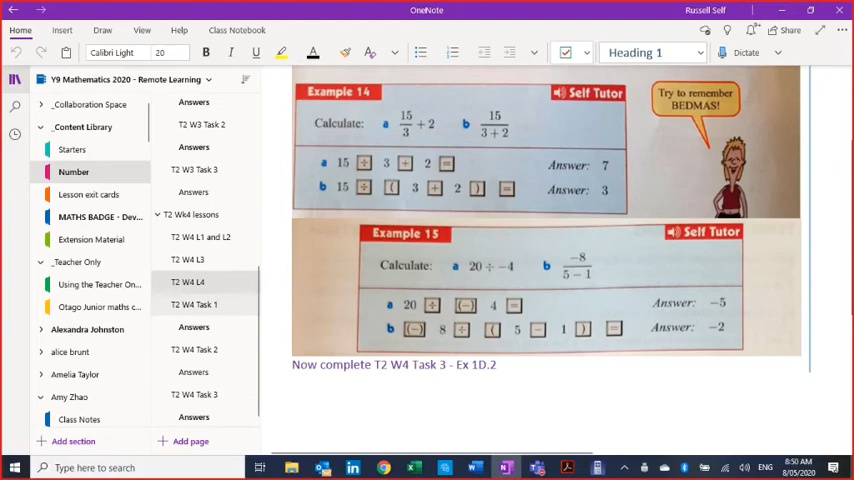 OneNote
Russell Self
Home Insert Draw View Help Class Notebook Share
Calibri Light 20 B I U A Heading 1 Dictate
Y9 Mathematics 2020 - Remote Learning
_Collaboration Space
_Content Library
Starters
Number
Lesson exit cards
MATHS BADGE - Dev...
Extension Material
_Teacher Only
Using the Teacher On...
Otago Junior maths c...
Alexandra Johnston
alice brunt
Amelia Taylor
Amy Zhao
Class Notes
Add section
Answers
T2 W3 Task 2
Answers
T2 W3 Task 3
Answers
T2 Wk4 lessons
T2 W4 L1 and L2
T2 W4 L3
T2 W4 L4
T2 W4 Task 1
Answers
T2 W4 Task 2
Answers
T2 W4 Task 3
Answers
Add page
Example 14 Self Tutor
Calculate: a 15/3 + 2 b 15/(3 + 2)
a 15 ÷ 3 + 2 = Answer: 7
b 15 ÷ ( 3 + 2 ) = Answer: 3
Try to remember
BEDMAS!
Example 15 Self Tutor
Calculate: a 20 ÷ −4 b −8/(5 − 1)
a 20 ÷ (−) 4 = Answer: −5
b (−) 8 ÷ ( 5 − 1 ) = Answer: −2
Now complete T2 W4 Task 3 - Ex 1D.2
Type here to search
ENG
8:50 AM
8/05/2020